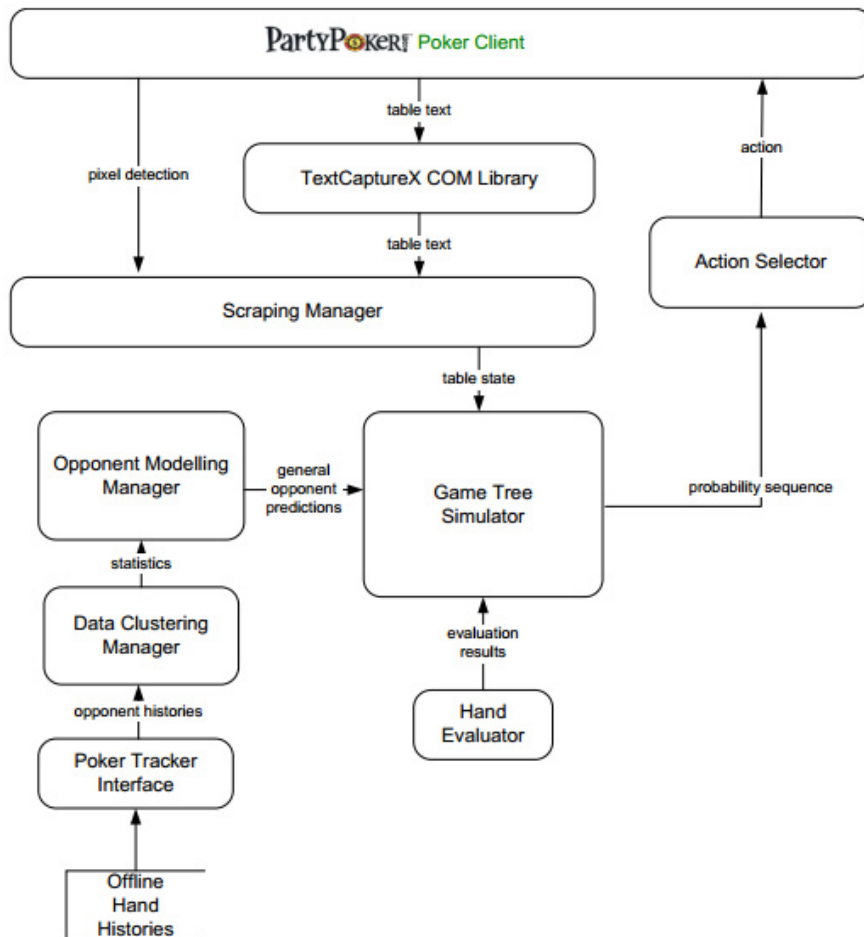 PartyPoker.com Poker Client
table text
pixel detection
action
TextCaptureX COM Library
table text
Action Selector
Scraping Manager
table state
Opponent Modelling
Manager
general
opponent
predictions
Game Tree
Simulator
probability sequence
statistics
Data Clustering
Manager
evaluation
results
opponent histories
Hand
Evaluator
Poker Tracker
Interface
Offline
Hand
Histories